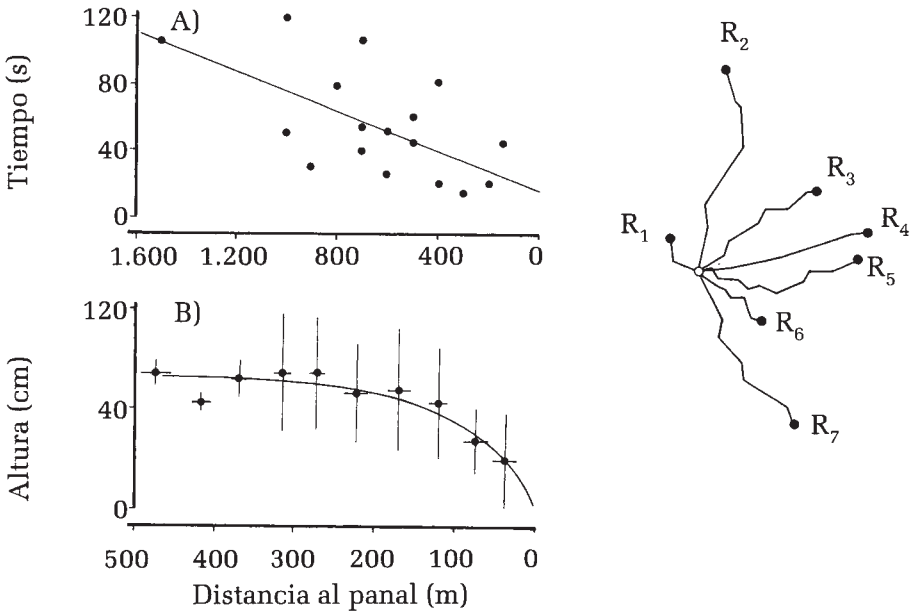 Tiempo (s)
120
80
40
0
A)
1.600
1.200
800
400
0
Altura (cm)
120
40
0
B)
500
400
300
200
100
0
Distancia al panal (m)
R₂
R₃
R₁
R₄
R₅
R₆
R₇